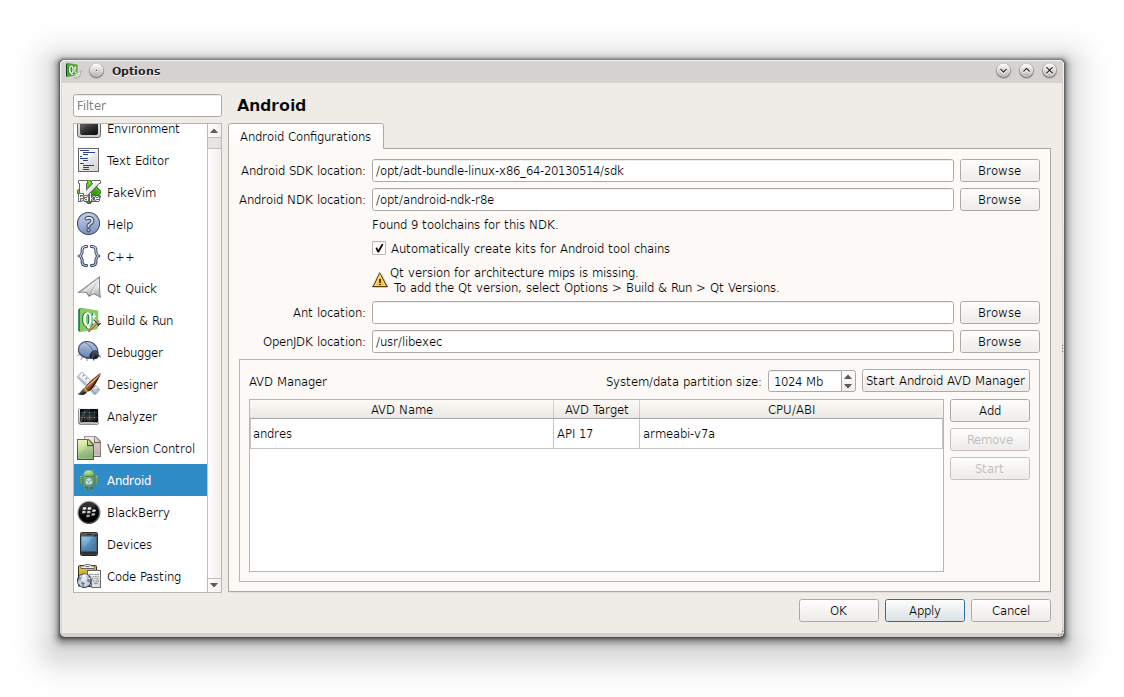 Options
Filter
Environment
Text Editor
FakeVim
Help
C++
Qt Quick
Build & Run
Debugger
Designer
Analyzer
Version Control
Android
BlackBerry
Devices
Code Pasting
Android
Android Configurations
Android SDK location: /opt/adt-bundle-linux-x86_64-20130514/sdk Browse
Android NDK location: /opt/android-ndk-r8e Browse
Found 9 toolchains for this NDK.
Automatically create kits for Android tool chains
Qt version for architecture mips is missing.
To add the Qt version, select Options > Build & Run > Qt Versions.
Ant location: Browse
OpenJDK location: /usr/libexec Browse
AVD Manager System/data partition size: 1024 Mb Start Android AVD Manager
AVD Name AVD Target CPU/ABI Add
andres API 17 armeabi-v7a
Remove
Start
OK Apply Cancel